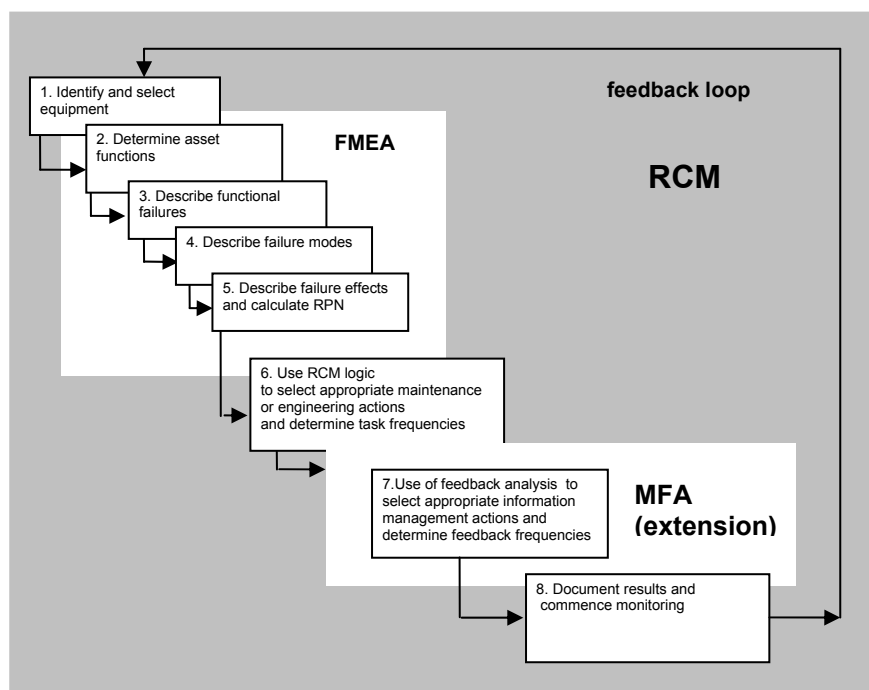 feedback loop
RCM
1. Identify and select
equipment
FMEA
2. Determine asset
functions
3. Describe functional
failures
4. Describe failure modes
5. Describe failure effects
and calculate RPN
6. Use RCM logic
to select appropriate maintenance
or engineering actions
and determine task frequencies
7.Use of feedback analysis to
select appropriate information
management actions and
determine feedback frequencies
MFA
(extension)
8. Document results and
commence monitoring